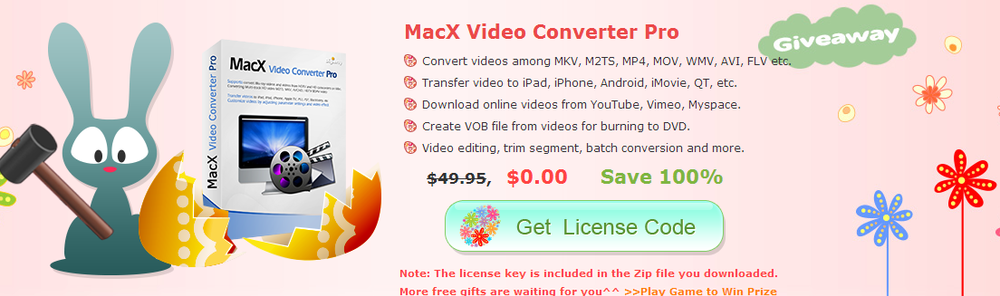 MacX Video Converter Pro
Giveaway
Convert videos among MKV, M2TS, MP4, MOV, WMV, AVI, FLV etc.
Transfer video to iPad, iPhone, Android, iMovie, QT, etc.
Download online videos from YouTube, Vimeo, Myspace.
Create VOB file from videos for burning to DVD.
Video editing, trim segment, batch conversion and more.
$49.95, $0.00 Save 100%
Get License Code
Note: The license key is included in the Zip file you downloaded.
More free gifts are waiting for you^^ >>Play Game to Win Prize
MacX Video Converter Pro
MacX Video Converter Pro